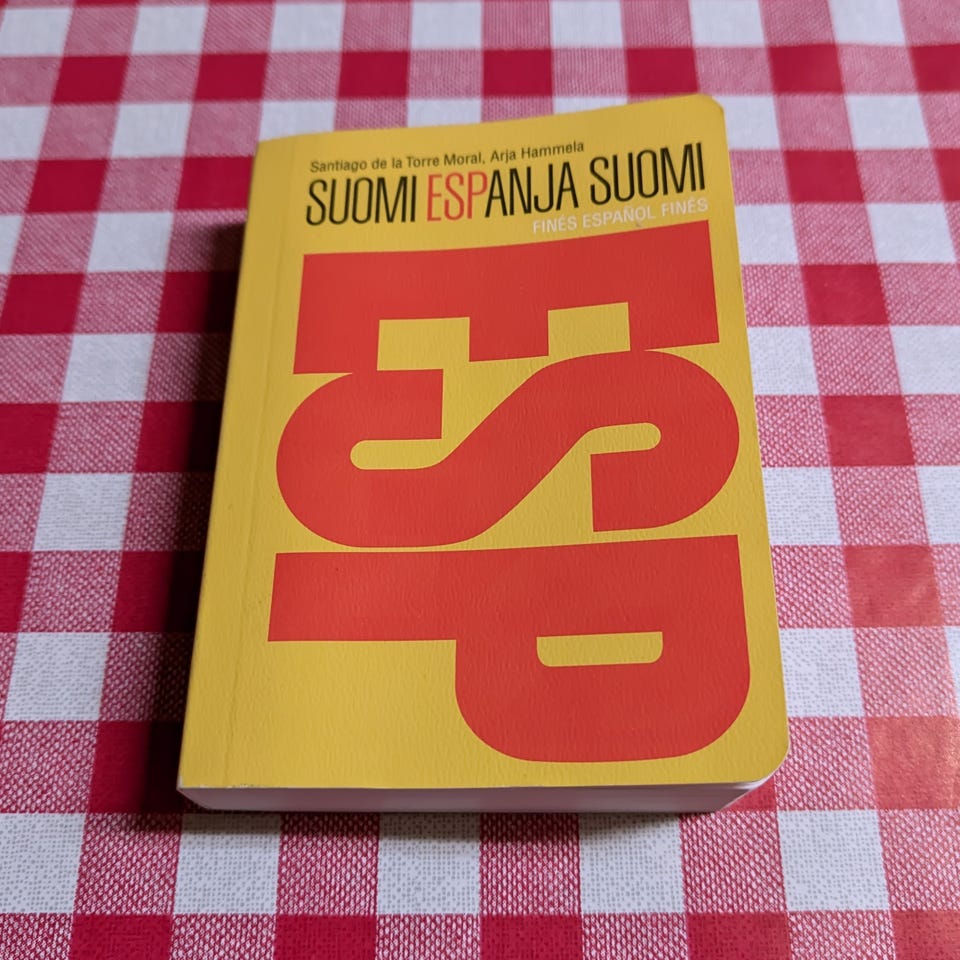 Santiago de la Torre Moral, Arja Hammela
SUOMI ESPANJA SUOMI
FINÉS ESPAÑOL FINÉS
ESP